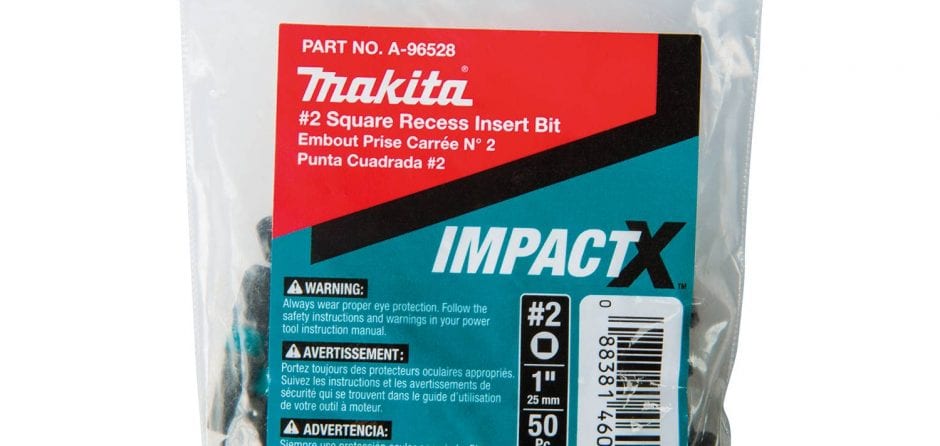 PART NO. A-96528
Makita®
#2 Square Recess Insert Bit
Embout Prise Carrée N° 2
Punta Cuadrada #2
IMPACTX™
WARNING:
Always wear proper eye protection. Follow the
safety instructions and warnings in your power
tool instruction manual.
AVERTISSEMENT:
Portez toujours des protecteurs oculaires appropriés.
Suivez les instructions et les avertissements de
sécurité qui se trouvent dans le guide d'utilisation
de votre outil à moteur.
ADVERTENCIA:
#2
1"
25 mm
50
Pc.
0 88381 460